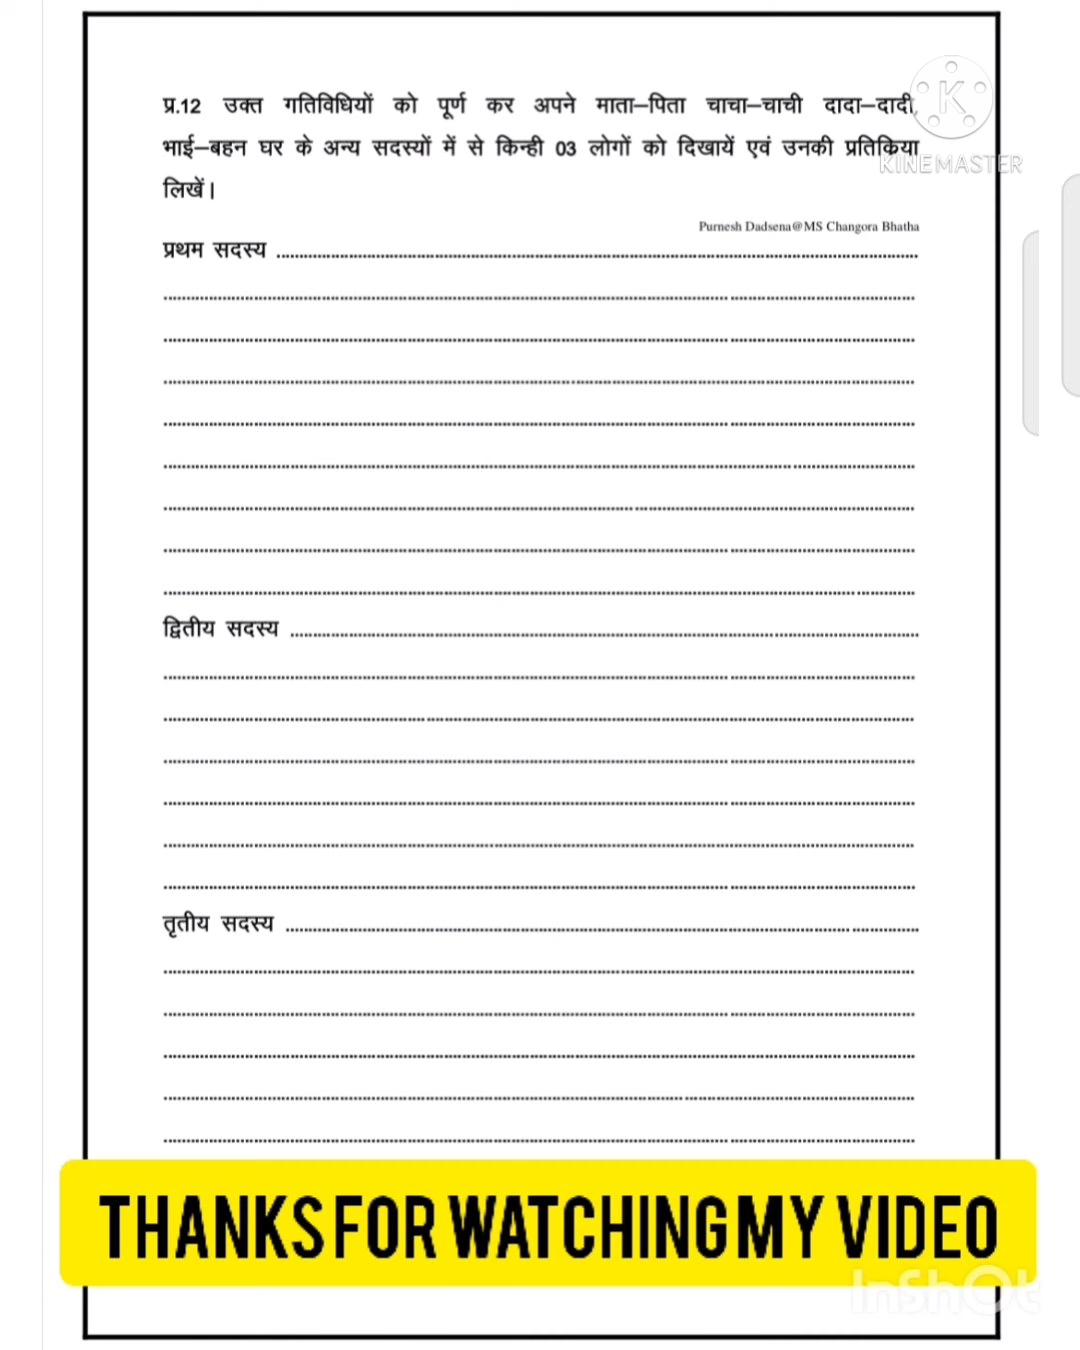 प्र.12 उक्त गतिविधियों को पूर्ण कर अपने माता–पिता चाचा–चाची दादा–दादी,
भाई–बहन घर के अन्य सदस्यों में से किन्ही 03 लोगों को दिखायें एवं उनकी प्रतिकिया
लिखें।
K
KINEMASTER
Purnesh Dadsena@MS Changora Bhatha
प्रथम सदस्य
द्वितीय सदस्य
तृतीय सदस्य
THANKS FOR WATCHING MY VIDEO
InShOt